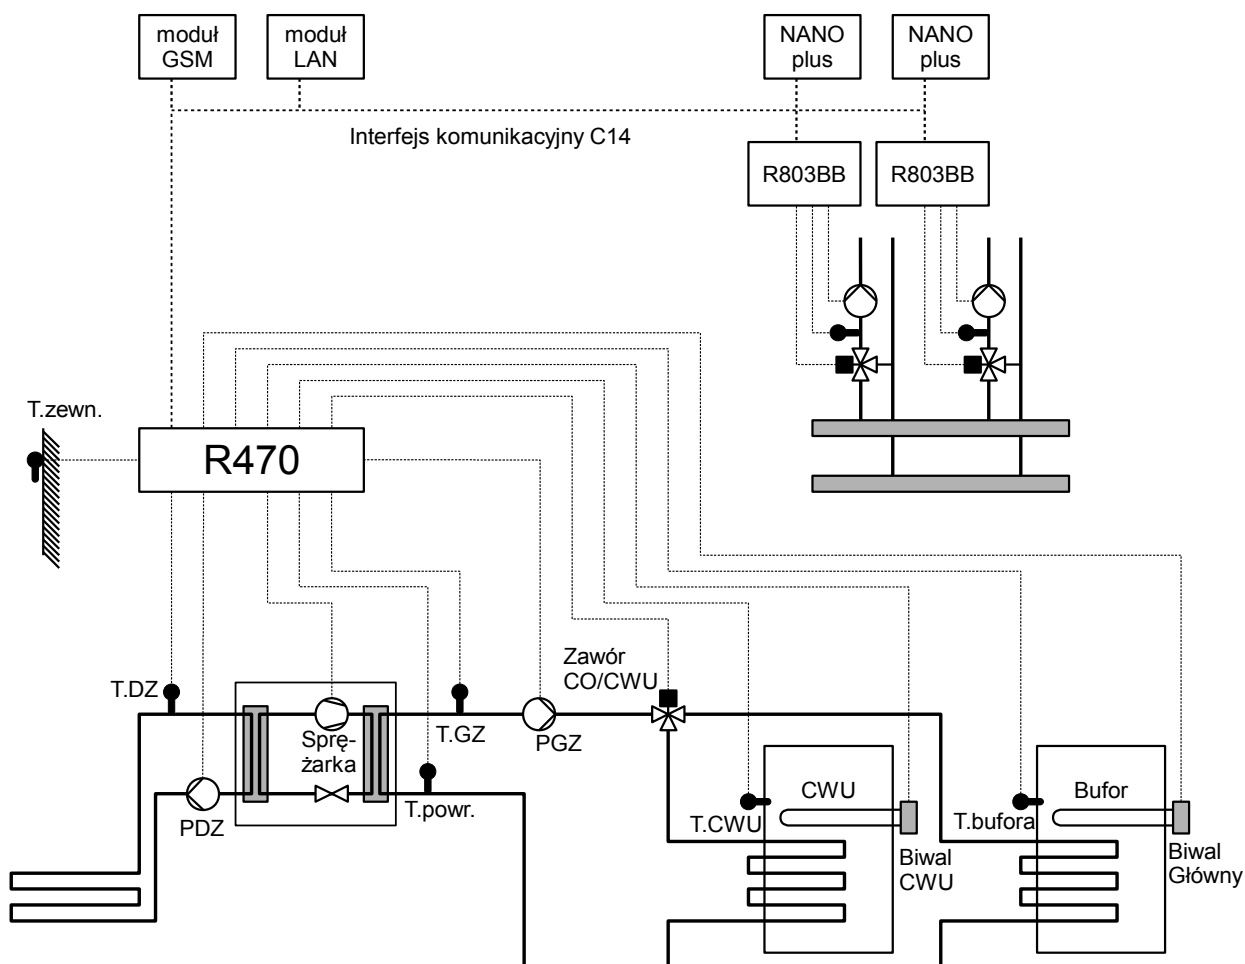 moduł
GSM
moduł
LAN
NANO
plus
NANO
plus
Interfejs komunikacyjny C14
R803BB
R803BB
T.zewn.
R470
Zawór
CO/CWU
T.DZ
T.GZ
PGZ
Sprę-
żarka
CWU
Bufor
T.powr.
PDZ
T.CWU
T.bufora
Biwal
CWU
Biwal
Główny